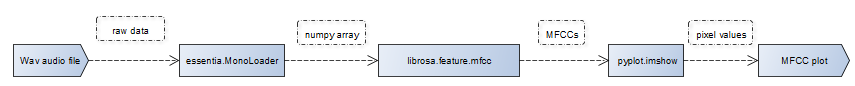 raw data
numpy array
MFCCs
pixel values
Wav audio file
essentia.MonoLoader
librosa.feature.mfcc
pyplot.imshow
MFCC plot